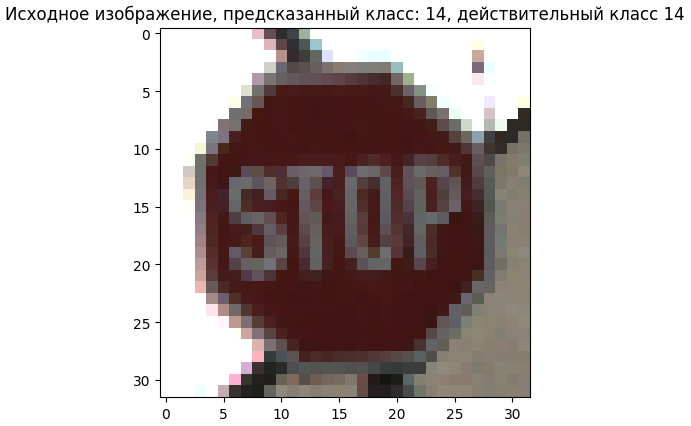 Исходное изображение, предсказанный класс: 14, действительный класс 14
0
5
10
15
20
25
30
STOP
0 5 10 15 20 25 30